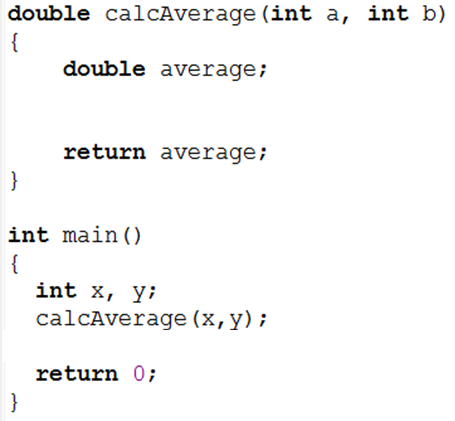 double calcAverage(int a, int b)
{
    double average;


    return average;
}

int main()
{
  int x, y;
  calcAverage(x,y);

  return 0;
}